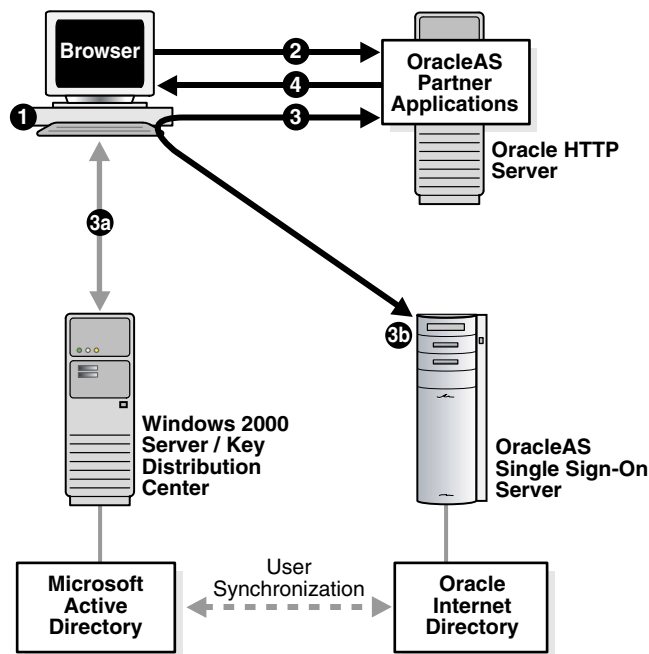 Browser
2
OracleAS
Partner
Applications
4
1
3
Oracle HTTP
Server
3a
3b
Windows 2000
Server / Key
Distribution
Center
OracleAS
Single Sign-On
Server
Microsoft
Active
Directory
User
Synchronization
Oracle
Internet
Directory